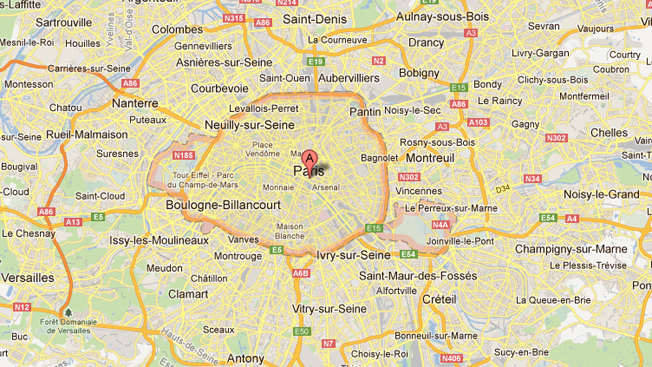 Argenteuil
N315
N214
Sartrouville
A86
Saint-Denis
Aulnay-sous-Bois
Vaujours
Yvelines
Val-d'Oise
Colombes
La Courneuve
A3
Mesnil-le-Roi
Gennevilliers
Drancy
Livry-Gargan
Courtry
Asnières-sur-Seine
E19
N2
Carrières-sur-Seine
Saint-Ouen
Aubervilliers
Bobigny
Coubron
A86
E15
Bondy
Clichy-sous-Bois
Montesson
Courbevoie
Chatou
Nanterre
Levallois-Perret
Pantin
Noisy-le-Sec
Le Raincy
Montfermeil
Puteaux
Neuilly-sur-Seine
A3
A103
Gagny
Chelles
Rueil-Malmaison
Place
Vendôme
Rosny-sous-Bois
N302
Bougival
Suresnes
N185
Bagnolet
Montreuil
A
Tour Eiffel - Parc
du Champ-de-Mars
Paris
N302
N34
Saint-Cloud
Monnaie
Arsenal
Vincennes
D34
Noisy-le-Grand
A86
E5
Boulogne-Billancourt
Le Perreux-sur-Marne
A13
N4A
A4
Le Chesnay
Maison
Blanche
E15
E54
Issy-les-Moulineaux
Vanves
Joinville-le-Pont
Champigny-sur-Marne
Montrouge
E5
Ivry-sur-Seine
E54
Meudon
A6B
Saint-Maur-des-Fossés
Le Plessis-Trévise
Versailles
Châtillon
Alfortville
Clamart
Créteil
La Queue-en-Brie
N12
Vitry-sur-Seine
Forêt Domaniale
de Versailles
E50
Hauts-de-Seine
Buc
Sceaux
Bonneuil-sur-Marne
N7
Antony
Choisy-le-Roi
N406
Sucy-en-Brie